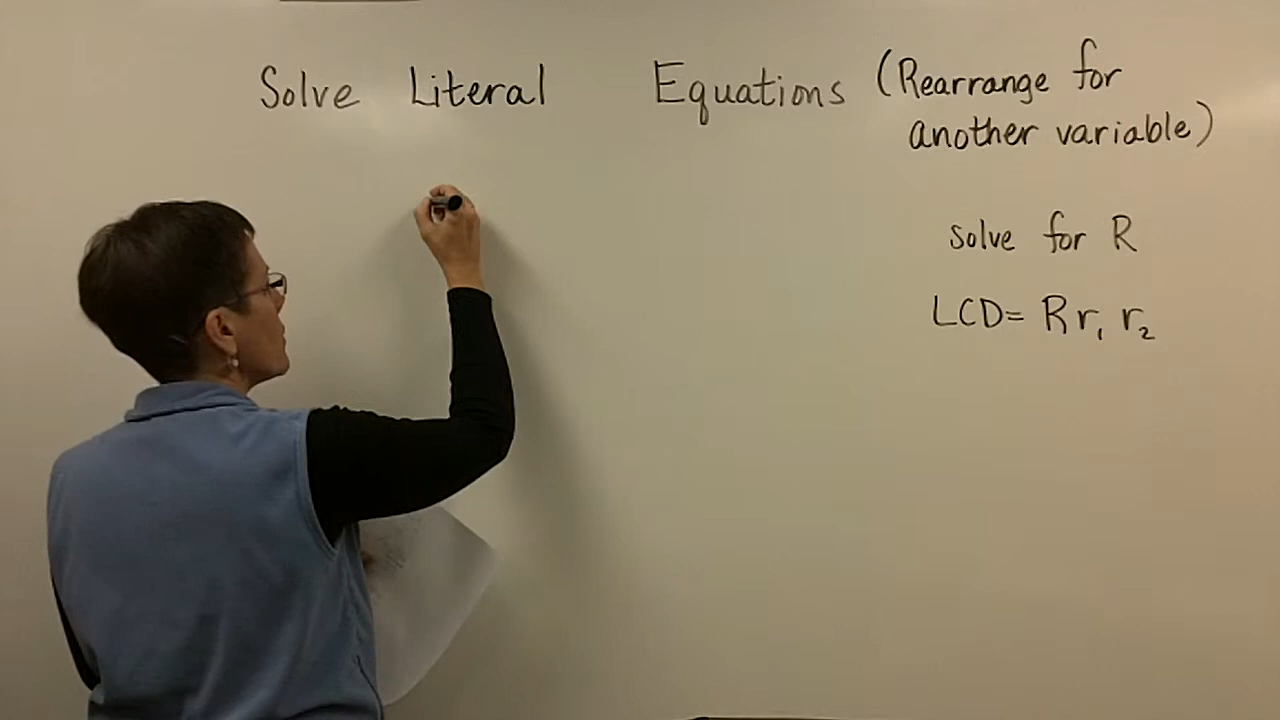 Solve Literal Equations (Rearrange for
another variable)
solve for R
LCD= R r₁ r₂